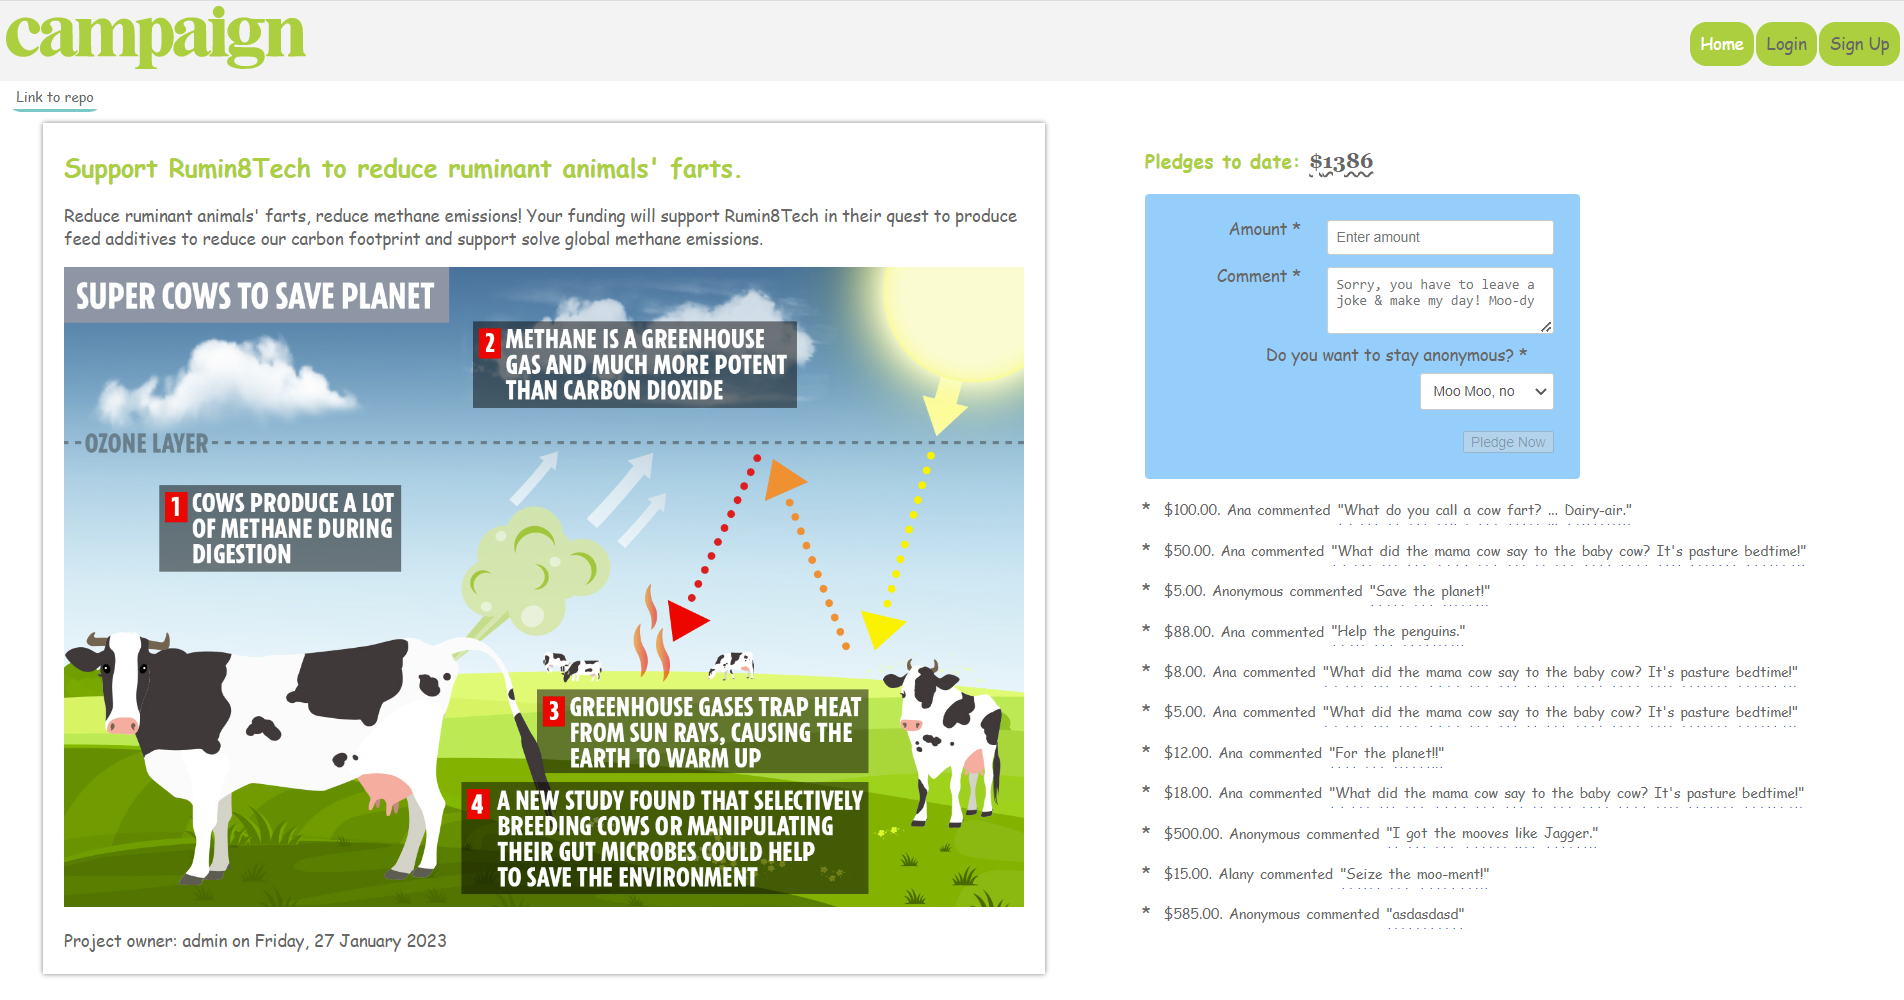 campaign
Home
Login
Sign Up
Link to repo
Support Rumin8Tech to reduce ruminant animals' farts.
Reduce ruminant animals' farts, reduce methane emissions! Your funding will support Rumin8Tech in their quest to produce
feed additives to reduce our carbon footprint and support solve global methane emissions.
SUPER COWS TO SAVE PLANET
2 METHANE IS A GREENHOUSE
GAS AND MUCH MORE POTENT
THAN CARBON DIOXIDE
OZONE LAYER
1 COWS PRODUCE A LOT
OF METHANE DURING
DIGESTION
3 GREENHOUSE GASES TRAP HEAT
FROM SUN RAYS, CAUSING THE
EARTH TO WARM UP
4 A NEW STUDY FOUND THAT SELECTIVELY
BREEDING COWS OR MANIPULATING
THEIR GUT MICROBES COULD HELP
TO SAVE THE ENVIRONMENT
Project owner: admin on Friday, 27 January 2023
Pledges to date: $1386
Amount *
Enter amount
Comment *
Sorry, you have to leave a
joke & make my day! Moo-dy
Do you want to stay anonymous? *
Moo Moo, no
Pledge Now
* $100.00. Ana commented "What do you call a cow fart? ... Dairy-air."
* $50.00. Ana commented "What did the mama cow say to the baby cow? It's pasture bedtime!"
* $5.00. Anonymous commented "Save the planet!"
* $88.00. Ana commented "Help the penguins."
* $8.00. Ana commented "What did the mama cow say to the baby cow? It's pasture bedtime!"
* $5.00. Ana commented "What did the mama cow say to the baby cow? It's pasture bedtime!"
* $12.00. Ana commented "For the planet!!"
* $18.00. Ana commented "What did the mama cow say to the baby cow? It's pasture bedtime!"
* $500.00. Anonymous commented "I got the mooves like Jagger."
* $15.00. Alany commented "Seize the moo-ment!"
* $585.00. Anonymous commented "asdasdasd"